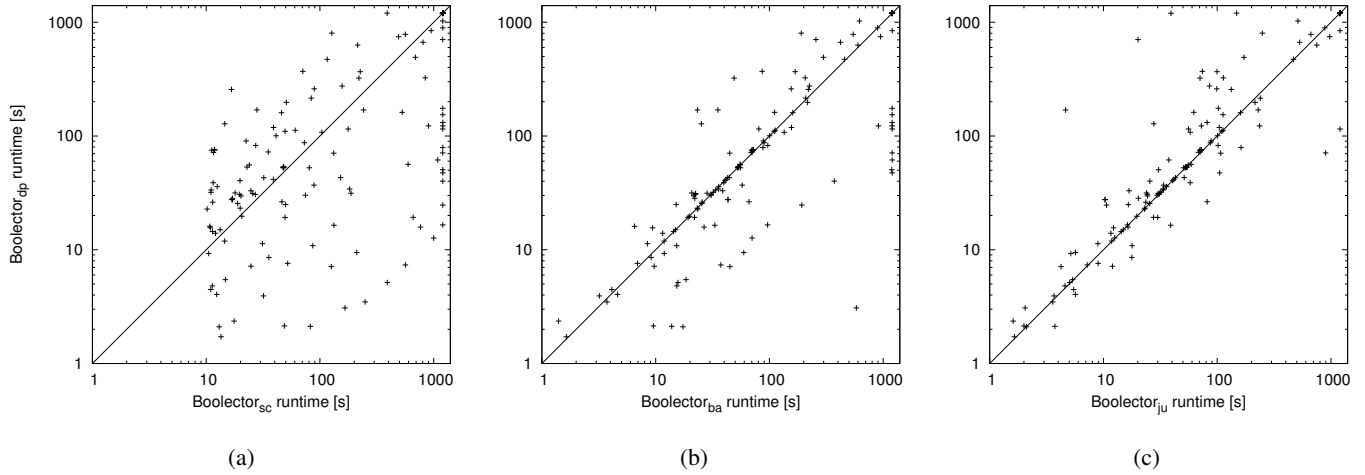 1000
100
10
1
Boolector_dp runtime [s]
1 10 100 1000
Boolector_sc runtime [s]
(a)
1000
100
10
1
1 10 100 1000
Boolector_ba runtime [s]
(b)
1000
100
10
1
1 10 100 1000
Boolector_ju runtime [s]
(c)